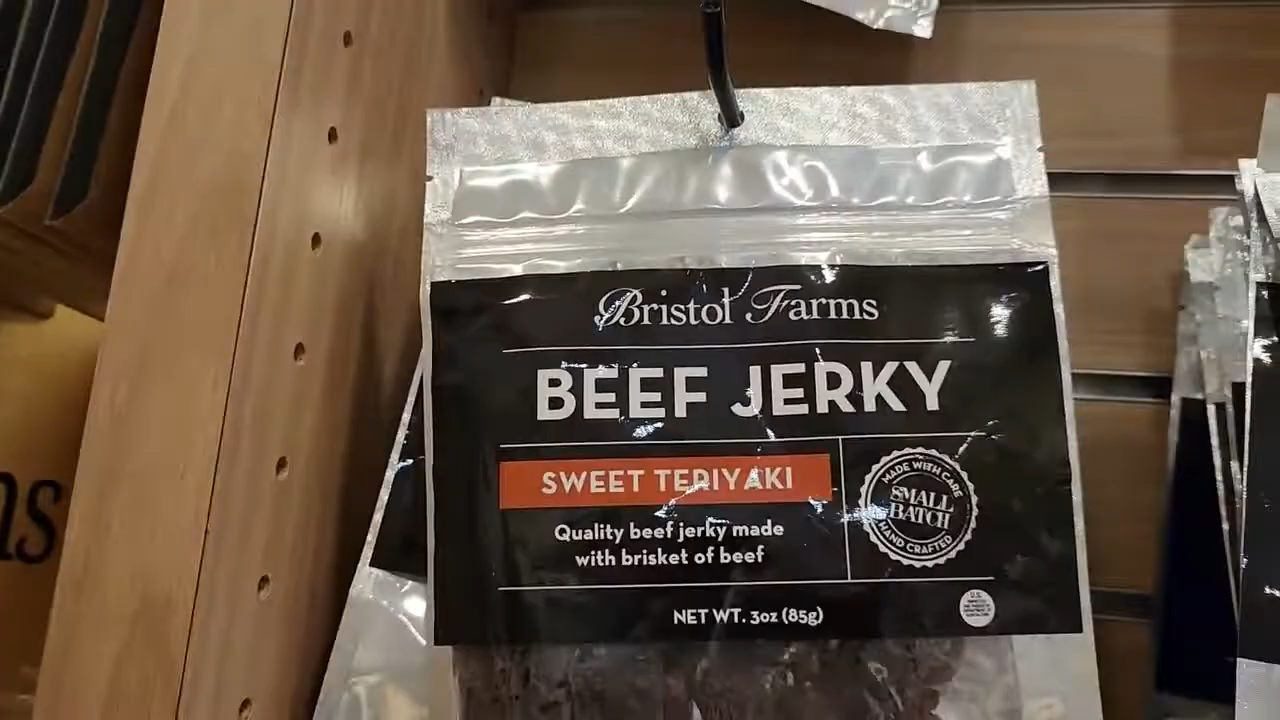 Bristol Farms
BEEF JERKY
SWEET TERIYAKI
Quality beef jerky made
with brisket of beef
MADE WITH CARE
SMALL
BATCH
HAND CRAFTED
NET WT. 3oz (85g)
U.S.
ns